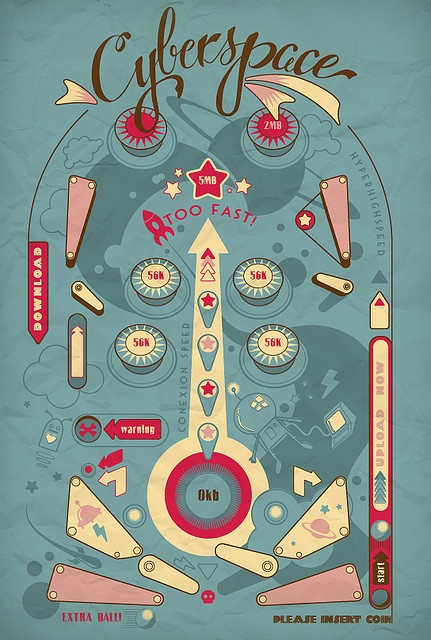 Cyberspace
2MB
5MB
TOO FAST!
HYPERHIGHSPEED
DOWNLOAD
56K
56K
56K
56K
CONEXION SPEED
UPLOAD NOW
warning
0kb
start
EXTRA BALL!
PLEASE INSERT COIN